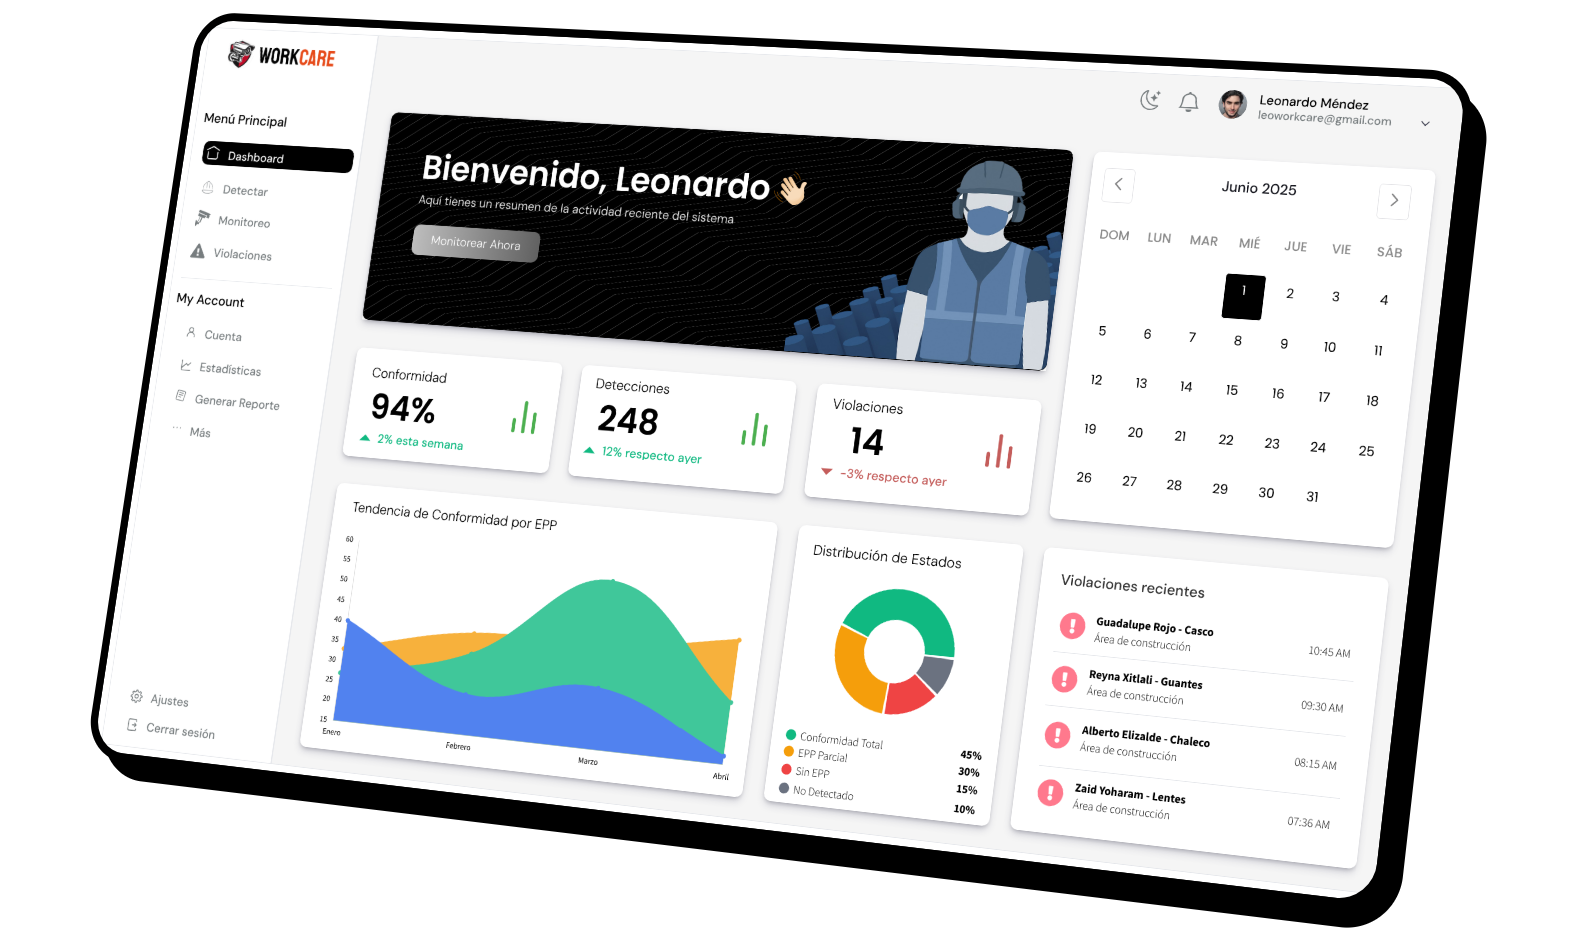 WORKCARE
Menú Principal
Dashboard
Detectar
Monitoreo
Violaciones
My Account
Cuenta
Estadísticas
Generar Reporte
Más
Ajustes
Cerrar sesión
Leonardo Méndez
leoworkcare@gmail.com
Bienvenido, Leonardo👋🏻
Aquí tienes un resumen de la actividad reciente del sistema
Monitorear Ahora
Conformidad
94%
2% esta semana
Detecciones
248
12% respecto ayer
Violaciones
14
-3% respecto ayer
Junio 2025
DOM LUN MAR MIÉ JUE VIE SÁB
1 2 3 4
5 6 7 8 9 10 11
12 13 14 15 16 17 18
19 20 21 22 23 24 25
26 27 28 29 30 31
Tendencia de Conformidad por EPP
60
55
50
45
40
35
30
25
20
15
Enero Febrero Marzo Abril
Distribución de Estados
Conformidad Total 45%
EPP Parcial 30%
Sin EPP 15%
No Detectado 10%
Violaciones recientes
Guadalupe Rojo - Casco
Área de construcción 10:45 AM
Reyna Xitlali - Guantes
Área de construcción 09:30 AM
Alberto Elizalde - Chaleco
Área de construcción 08:15 AM
Zaid Yoharam - Lentes
Área de construcción 07:36 AM